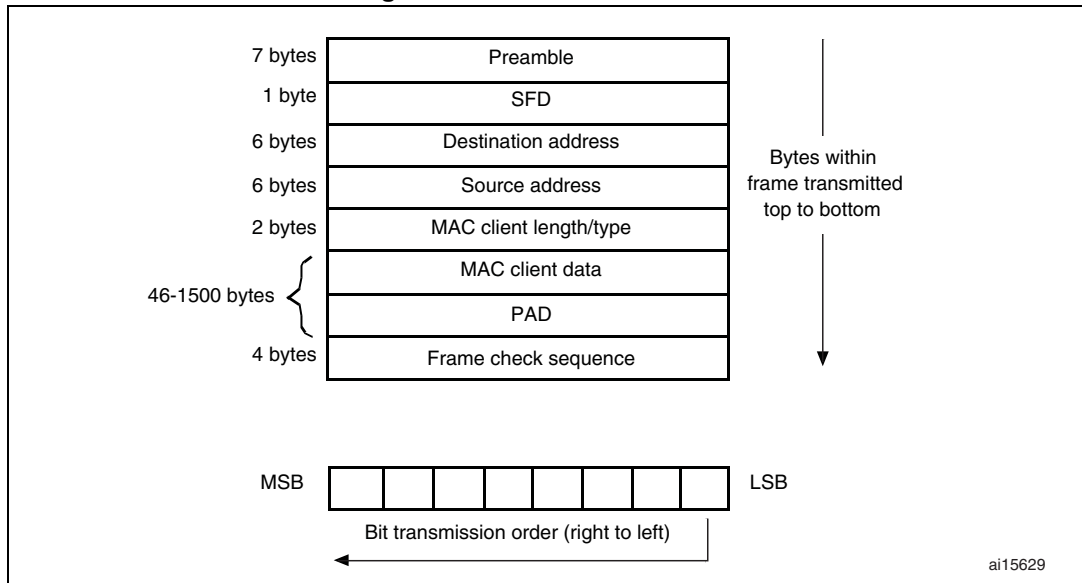 7 bytes Preamble
1 byte SFD
6 bytes Destination address
6 bytes Source address
2 bytes MAC client length/type
46-1500 bytes MAC client data
PAD
4 bytes Frame check sequence
Bytes within
frame transmitted
top to bottom
MSB LSB
Bit transmission order (right to left)
ai15629